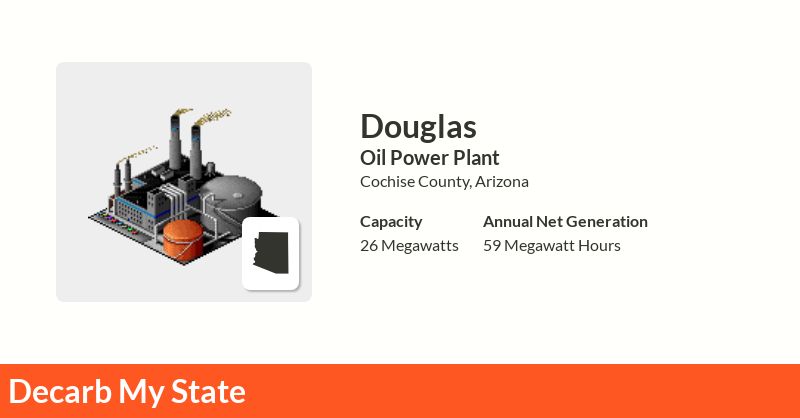 Douglas
Oil Power Plant
Cochise County, Arizona
Capacity
Annual Net Generation
26 Megawatts
59 Megawatt Hours
Decarb My State